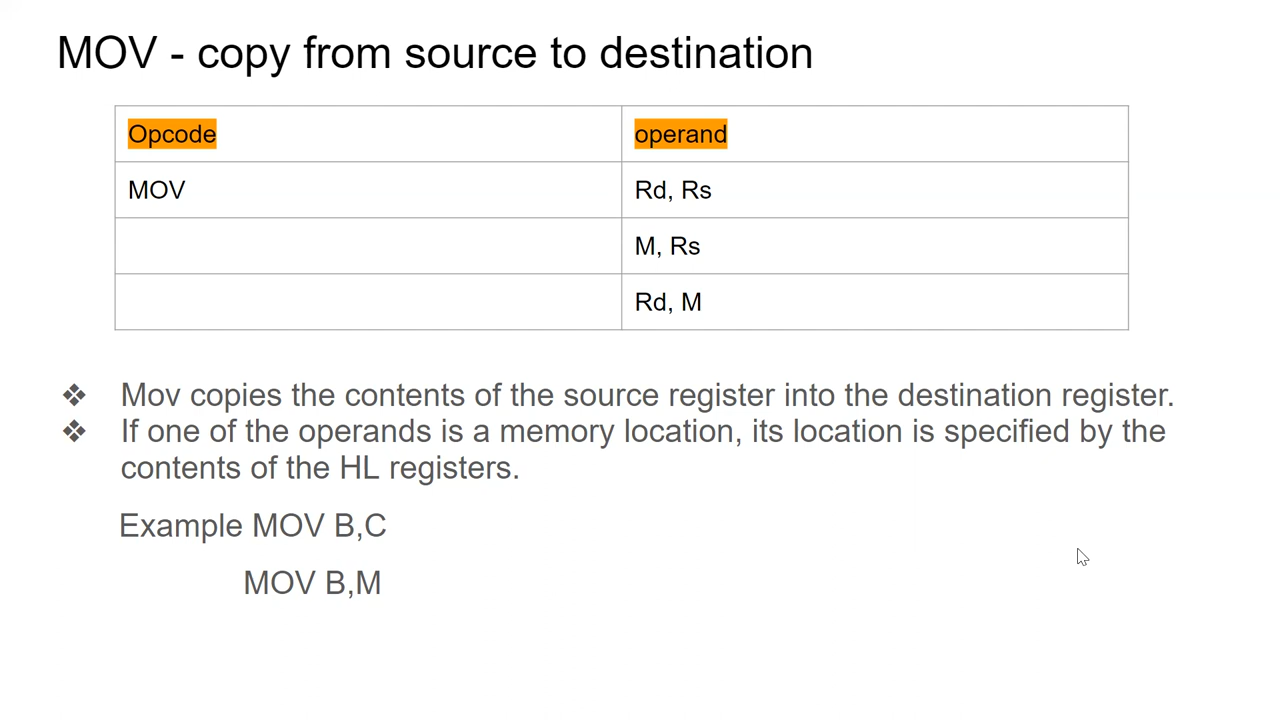 MOV - copy from source to destination
Opcode operand
MOV Rd, Rs
M, Rs
Rd, M
❖ Mov copies the contents of the source register into the destination register.
❖ If one of the operands is a memory location, its location is specified by the
contents of the HL registers.
Example MOV B,C
MOV B,M